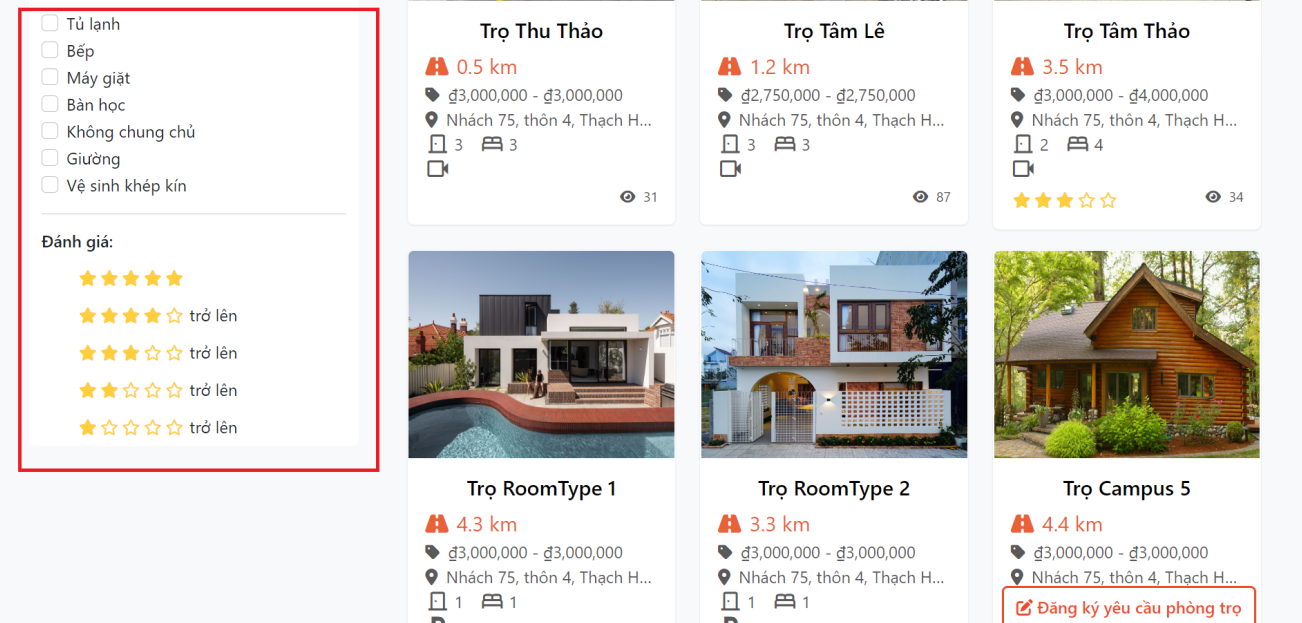 Tủ lạnh
Bếp
Máy giặt
Bàn học
Không chung chủ
Giường
Vệ sinh khép kín
Đánh giá:
trở lên
trở lên
trở lên
trở lên
Trọ Thu Thảo
0.5 km
₫3,000,000 - ₫3,000,000
Nhách 75, thôn 4, Thạch H...
3 3
31
Trọ Tâm Lê
1.2 km
₫2,750,000 - ₫2,750,000
Nhách 75, thôn 4, Thạch H...
3 3
87
Trọ Tâm Thảo
3.5 km
₫3,000,000 - ₫4,000,000
Nhách 75, thôn 4, Thạch H...
2 4
34
Trọ RoomType 1
4.3 km
₫3,000,000 - ₫3,000,000
Nhách 75, thôn 4, Thạch H...
1 1
Trọ RoomType 2
3.3 km
₫3,000,000 - ₫3,000,000
Nhách 75, thôn 4, Thạch H...
1 1
Trọ Campus 5
4.4 km
₫3,000,000 - ₫3,000,000
Nhách 75, thôn 4, Thạch H...
Đăng ký yêu cầu phòng trọ